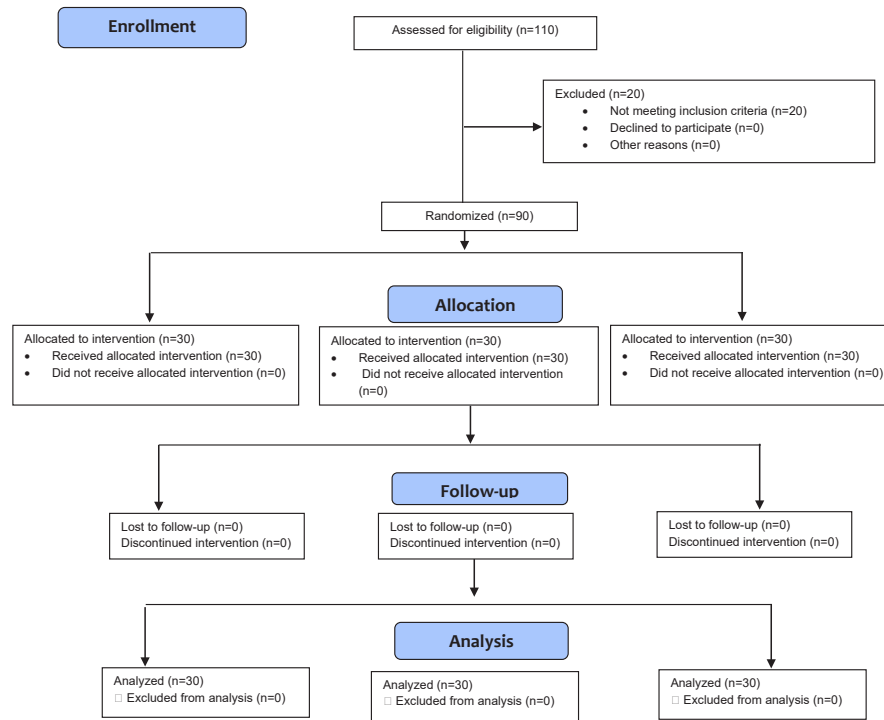 Enrollment
Assessed for eligibility (n=110)
Excluded (n=20)
• Not meeting inclusion criteria (n=20)
• Declined to participate (n=0)
• Other reasons (n=0)
Randomized (n=90)
Allocation
Allocated to intervention (n=30)
• Received allocated intervention (n=30)
• Did not receive allocated intervention (n=0)
Allocated to intervention (n=30)
• Received allocated intervention (n=30)
• Did not receive allocated intervention
(n=0)
Allocated to intervention (n=30)
• Received allocated intervention (n=30)
• Did not receive allocated intervention (n=0)
Follow-up
Lost to follow-up (n=0)
Discontinued intervention (n=0)
Lost to follow-up (n=0)
Discontinued intervention (n=0)
Lost to follow-up (n=0)
Discontinued intervention (n=0)
Analysis
Analyzed (n=30)
□ Excluded from analysis (n=0)
Analyzed (n=30)
□ Excluded from analysis (n=0)
Analyzed (n=30)
□ Excluded from analysis (n=0)